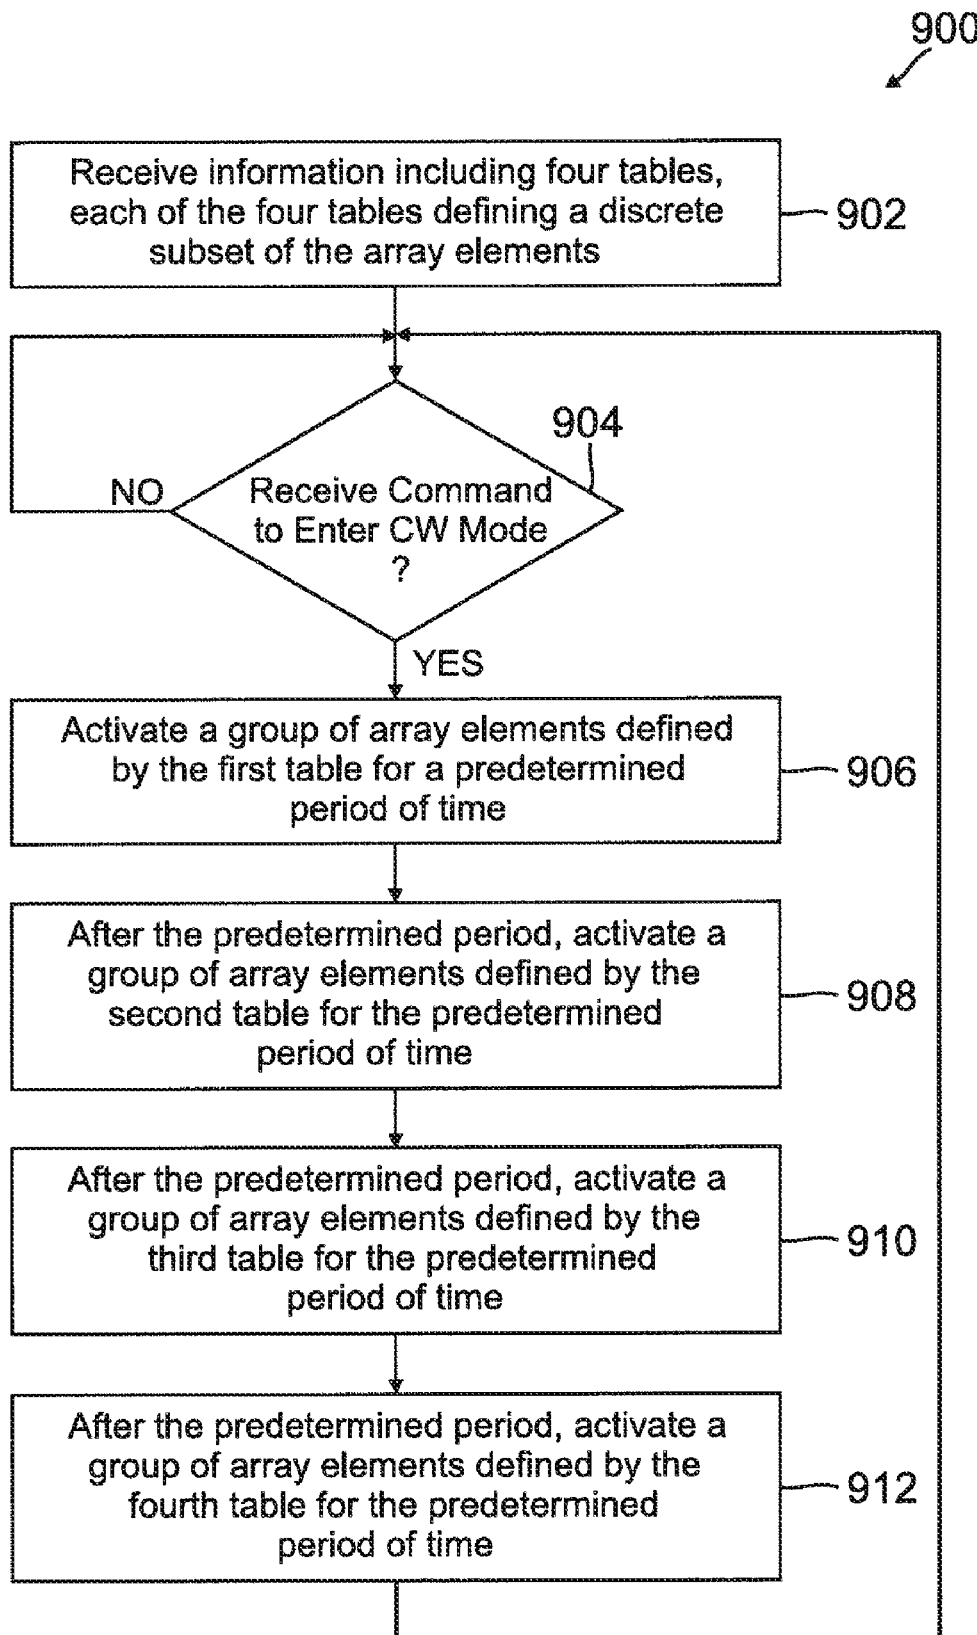 900
Receive information including four tables,
each of the four tables defining a discrete
subset of the array elements
902
904
NO
Receive Command
to Enter CW Mode
?
YES
Activate a group of array elements defined
by the first table for a predetermined
period of time
906
After the predetermined period, activate a
group of array elements defined by the
second table for the predetermined
period of time
908
After the predetermined period, activate a
group of array elements defined by the
third table for the predetermined
period of time
910
After the predetermined period, activate a
group of array elements defined by the
fourth table for the predetermined
period of time
912